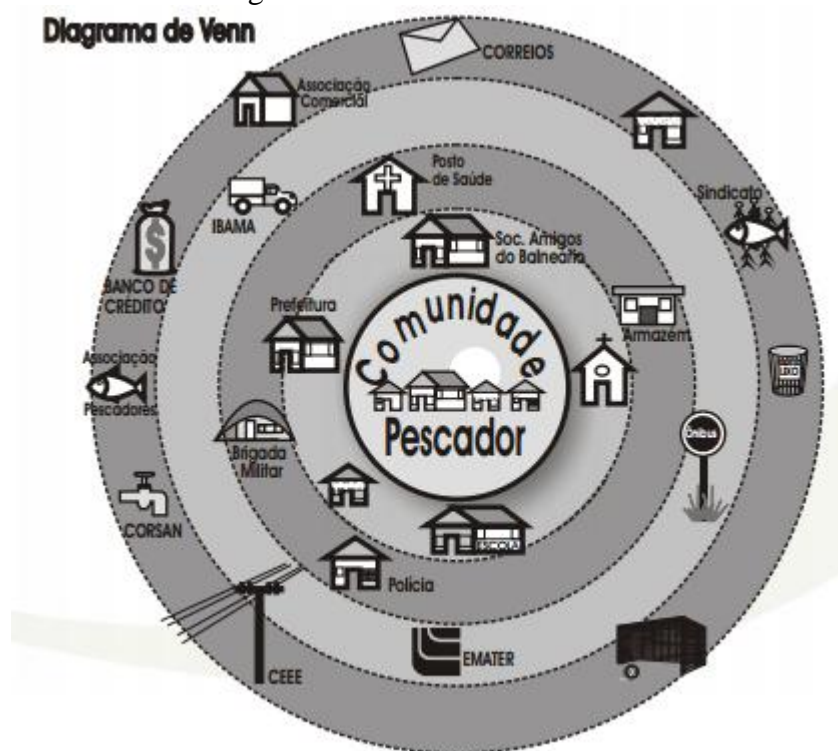 Diagrama de Venn
CORREIOS
Associação
Comercial
Posto
de Saúde
Sindicato
IBAMA
Soc. Amigos
do Balneário
BANCO DE
CRÉDITO
Prefeitura
Armazém
Comunidade
Pescador
Associação
Pescadores
LIXO
Ônibus
Brigada
Militar
CORSAN
ESCOLA
Polícia
EMATER
CEEE